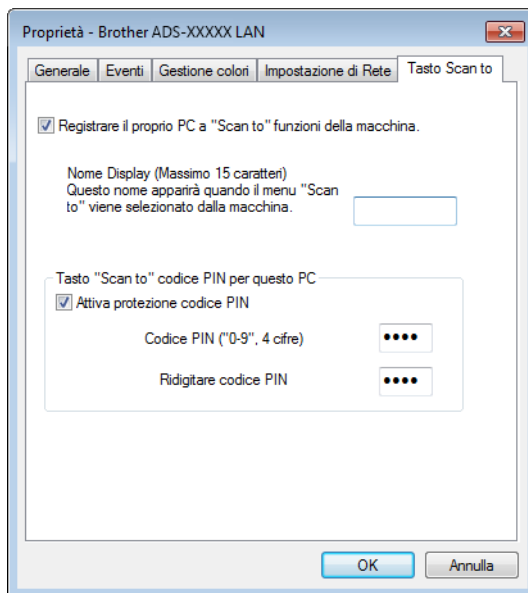 Proprietà - Brother ADS-XXXXX LAN
Generale Eventi Gestione colori Impostazione di Rete Tasto Scan to
Registrare il proprio PC a "Scan to" funzioni della macchina.
Nome Display (Massimo 15 caratteri)
Questo nome apparirà quando il menu "Scan
to" viene selezionato dalla macchina.
Tasto "Scan to" codice PIN per questo PC
Attiva protezione codice PIN
Codice PIN ("0-9", 4 cifre) ••••
Ridigitare codice PIN ••••
OK Annulla